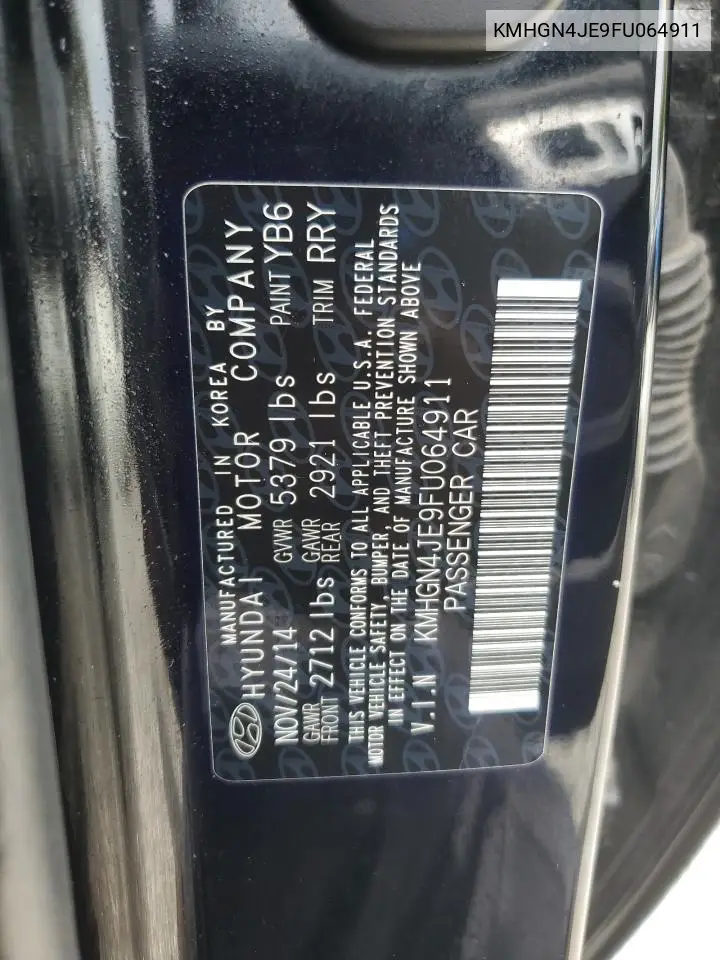 KMHGN4JE9FU064911
MANUFACTURED IN KOREA BY
HYUNDAI MOTOR COMPANY
NOV/24/14 GVWR 5379 lbs PAINT YB6
GAWR FRONT 2712 lbs GAWR REAR 2921 lbs TRIM RRY
THIS VEHICLE CONFORMS TO ALL APPLICABLE U.S.A. FEDERAL
MOTOR VEHICLE SAFETY, BUMPER, AND THEFT PREVENTION STANDARDS
IN EFFECT ON THE DATE OF MANUFACTURE SHOWN ABOVE
V.I.N KMHGN4JE9FU064911
PASSENGER CAR